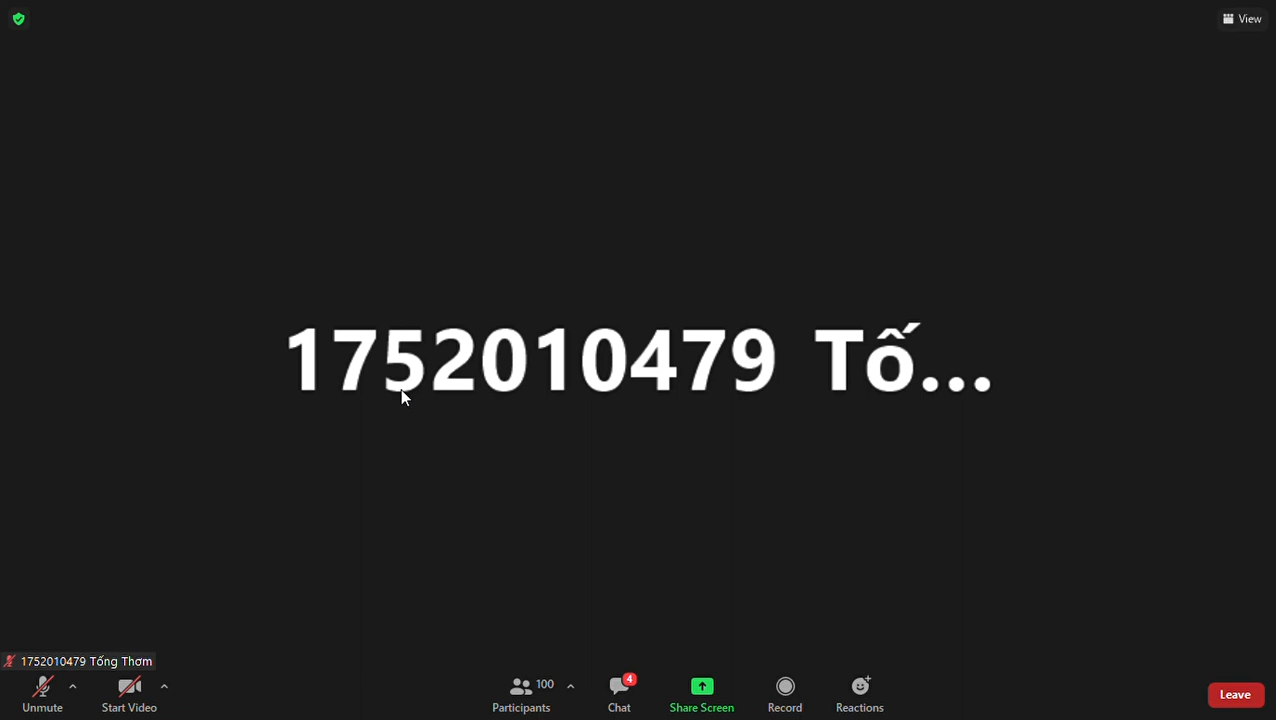 View
1752010479 Tố...
1752010479 Tống Thơm
100
4
Unmute
Start Video
Participants
Chat
Share Screen
Record
Reactions
Leave